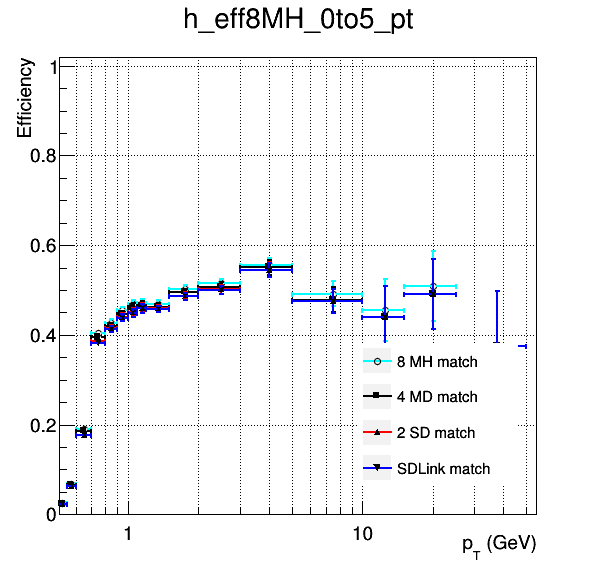 h_eff8MH_0to5_pt
Efficiency
1
0.8
0.6
0.4
0.2
0
8 MH match
4 MD match
2 SD match
SDLink match
1
10
p_T (GeV)